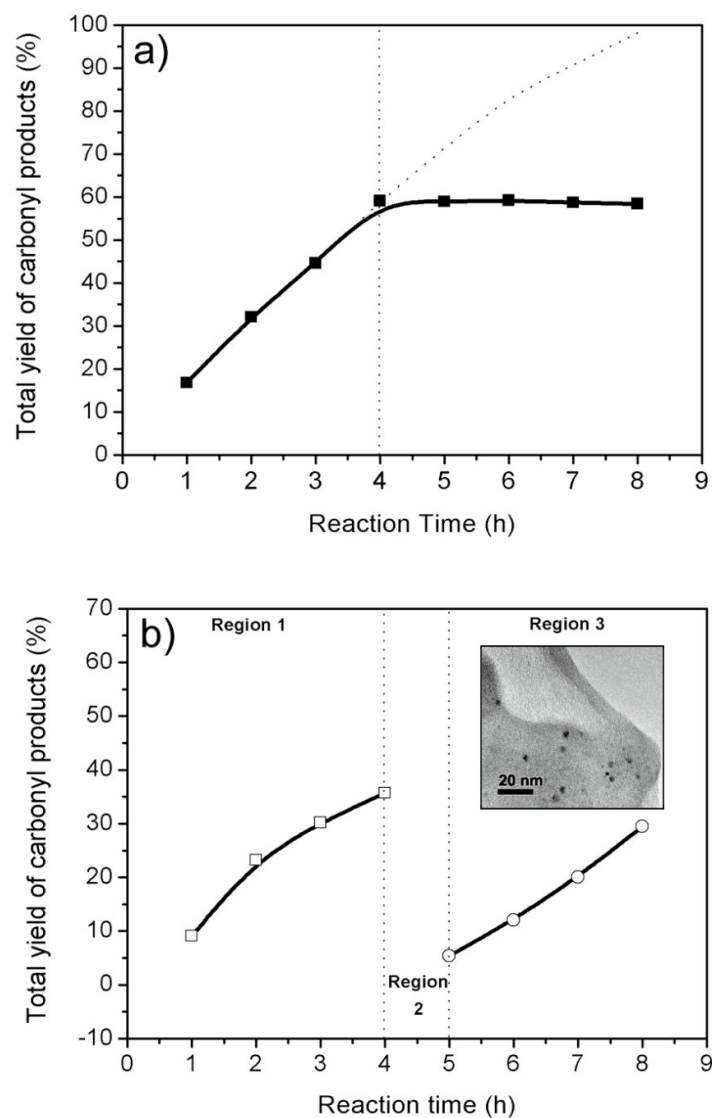 a)
Total yield of carbonyl products (%)
100
90
80
70
60
50
40
30
20
10
0
0 1 2 3 4 5 6 7 8 9
Reaction Time (h)
b)
Region 1
Region 3
Total yield of carbonyl products (%)
70
60
50
40
30
20
10
0
-10
20 nm
Region
2
0 1 2 3 4 5 6 7 8 9
Reaction time (h)